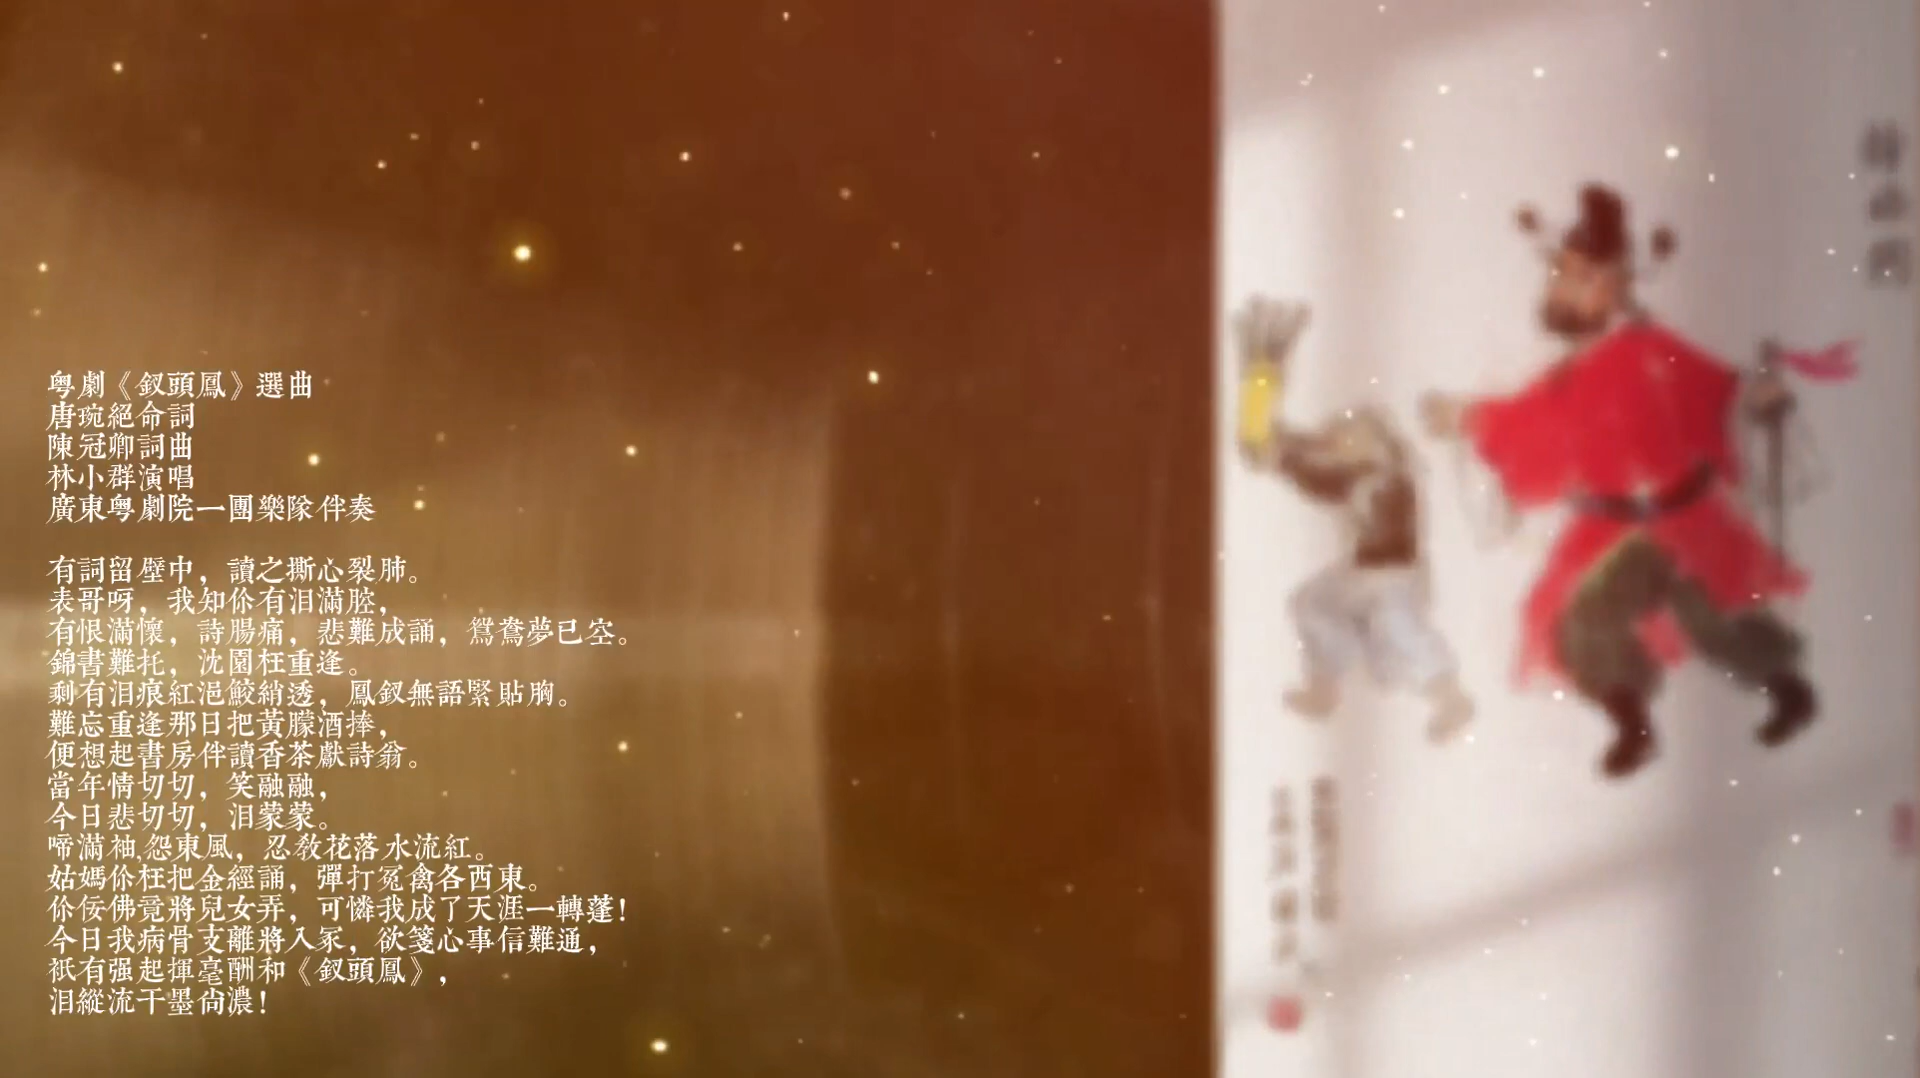 粤劇《釵頭鳳》選曲
唐琬絕命詞
陳冠卿詞曲
林小群演唱
廣東粤劇院一團樂隊伴奏
有詞留壁中，讀之撕心裂肺。
表哥呀，我知你有泪滿腔，
有恨滿懷，詩腸痛，悲難成誦，鴛鴦夢已空。
錦書難托，沈園枉重逢。
剩有泪痕紅浥鮫綃透，鳳釵無語緊貼胸。
難忘重逢那日把黃朦酒捧，
便想起書房伴讀香茶獻詩翁。
當年情切切，笑融融，
今日悲切切，泪蒙蒙。
啼滿袖，怨東風，忍教花落水流紅。
姑媽你枉把金經誦，彈打冤禽各西東。
你佞佛竟將兒女弄，可憐我成了天涯一轉蓬！
今日我病骨支離將入冢，欲箋心事信難通，
衹有强起揮毫酬和《釵頭鳳》，
泪縱流干墨尚濃！